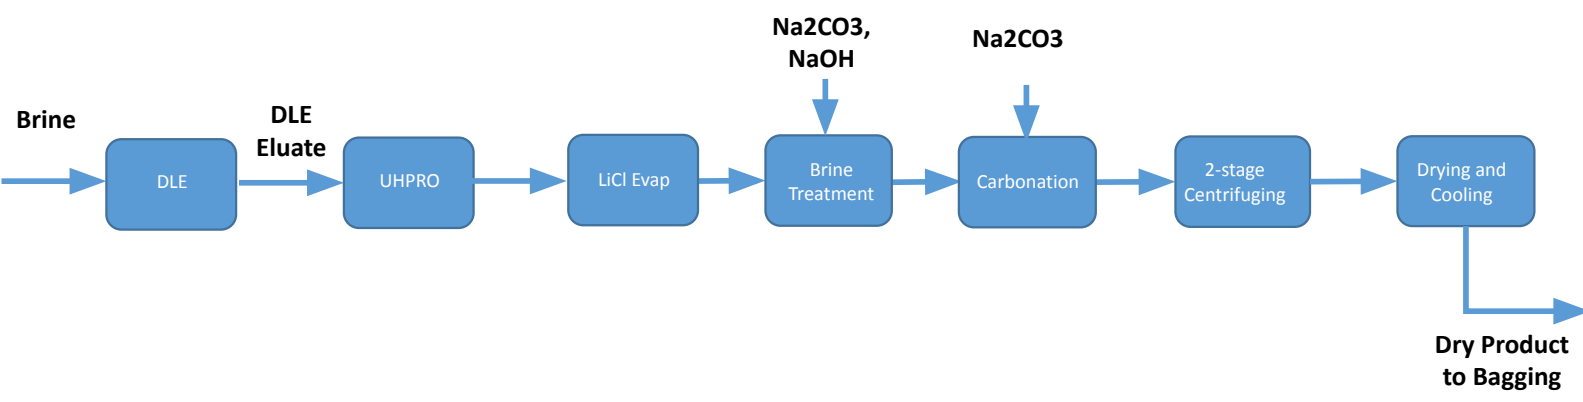 Brine
DLE
DLE
Eluate
UHPRO
LiCl Evap
Na2CO3,
NaOH
Brine
Treatment
Na2CO3
Carbonation
2-stage
Centrifuging
Drying and
Cooling
Dry Product
to Bagging